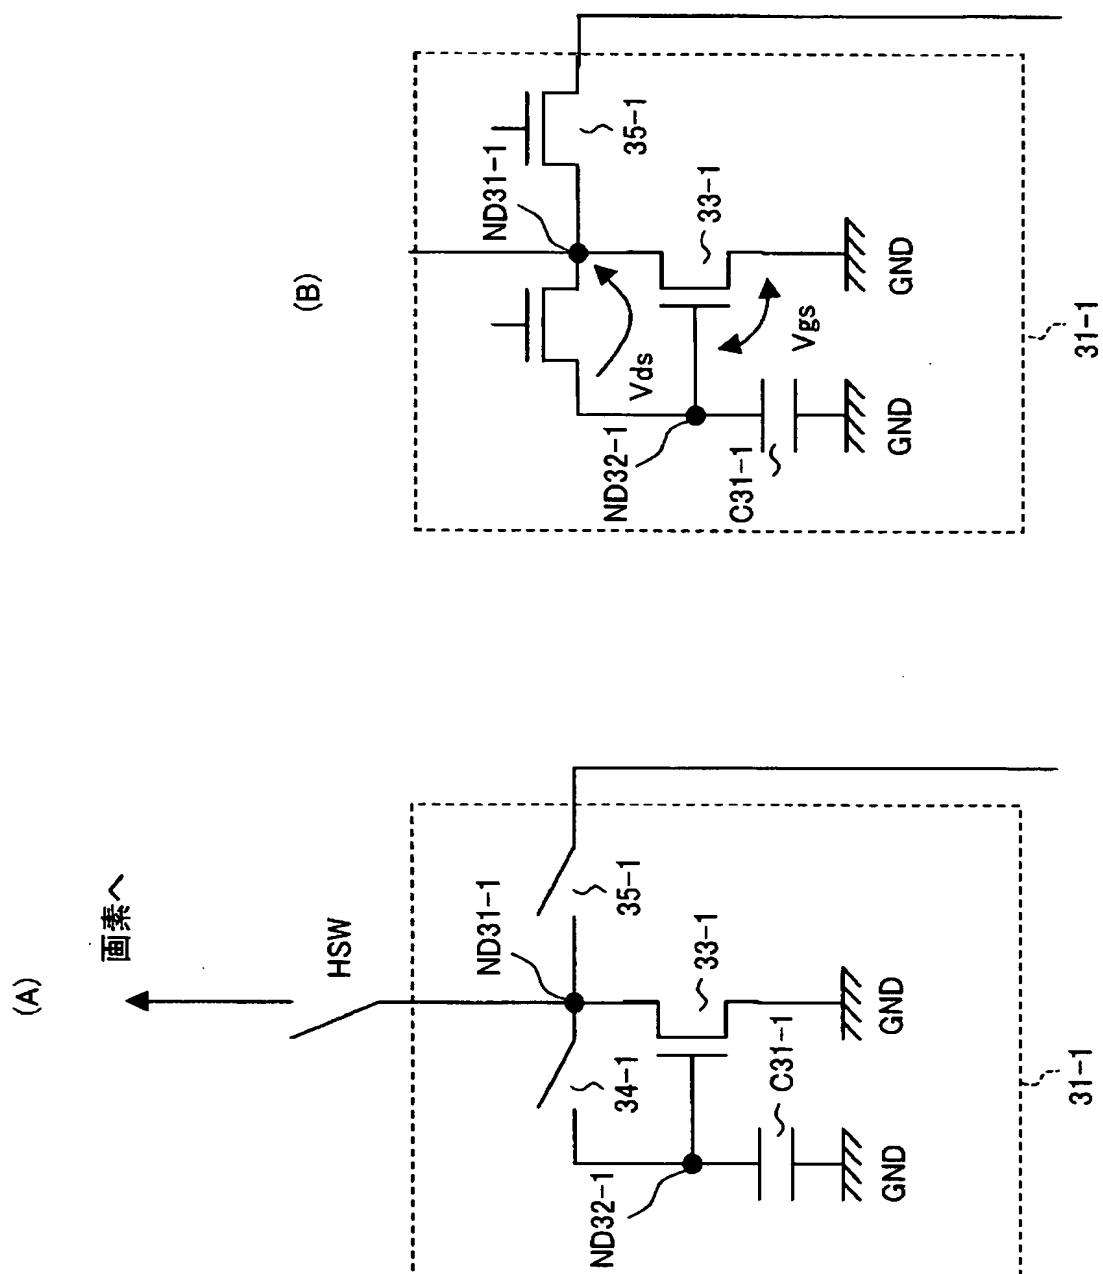 (A)
画素へ
HSW
ND31-1
35-1
34-1
33-1
ND32-1
C31-1
GND
GND
31-1
(B)
ND31-1
35-1
Vds
33-1
Vgs
ND32-1
C31-1
GND
GND
31-1